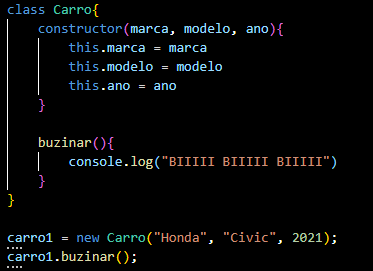 class Carro{
    constructor(marca, modelo, ano){
        this.marca = marca
        this.modelo = modelo
        this.ano = ano
    }

    buzinar(){
        console.log("BIIIII BIIIII BIIIII")
    }
}

carro1 = new Carro("Honda", "Civic", 2021);
carro1.buzinar();